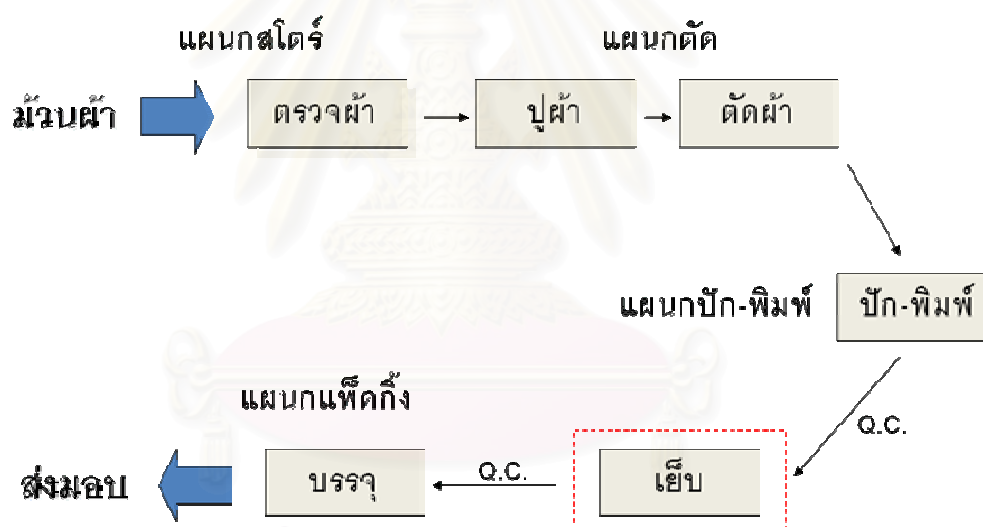 แผนกสโตร์
แผนกตัด
ม้วนผ้า
ตรวจผ้า
ปูผ้า
ตัดผ้า
แผนกปัก-พิมพ์
ปัก-พิมพ์
Q.C.
แผนกแพ็คกิ้ง
ส่งมอบ
บรรจุ
Q.C.
เย็บ